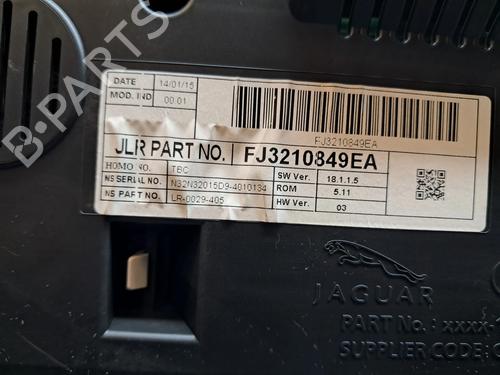 DATE 14/01/15
MOD. IND 00.01
FJ3210849EA
JLR PART NO. FJ3210849EA
HOMO NO. TBC SW Ver. 18.1.1.5
NS SERIAL NO. N32N32015D9-4010134 ROM 5.11
NS PART NO. LR-0029-405 HW Ver. 03
B-PARTS
JAGUAR
PART No. : xxxx-
SUPPLIER CODE: